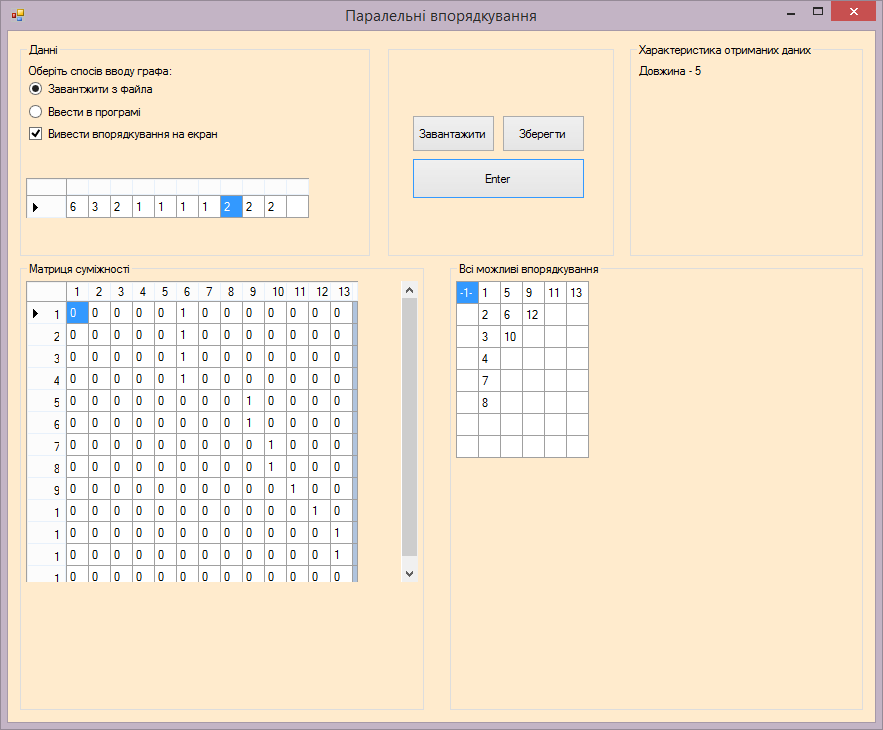 Паралельні впорядкування
Данні
Оберіть спосів вводу графа:
Завантжити з файла
Ввести в програмі
Вивести впорядкування на екран
6 3 2 1 1 1 1 2 2 2
Завантажити Зберегти
Enter
Характеристика отриманих даних
Довжина - 5
Матриця суміжності
1 2 3 4 5 6 7 8 9 10 11 12 13
1 0 0 0 0 0 1 0 0 0 0 0 0 0
2 0 0 0 0 0 1 0 0 0 0 0 0 0
3 0 0 0 0 0 1 0 0 0 0 0 0 0
4 0 0 0 0 0 1 0 0 0 0 0 0 0
5 0 0 0 0 0 0 0 0 1 0 0 0 0
6 0 0 0 0 0 0 0 0 1 0 0 0 0
7 0 0 0 0 0 0 0 0 0 1 0 0 0
8 0 0 0 0 0 0 0 0 0 1 0 0 0
9 0 0 0 0 0 0 0 0 0 0 1 0 0
1 0 0 0 0 0 0 0 0 0 0 0 1 0
1 0 0 0 0 0 0 0 0 0 0 0 0 1
1 0 0 0 0 0 0 0 0 0 0 0 0 1
1 0 0 0 0 0 0 0 0 0 0 0 0 0
Всі можливі впорядкування
-1- 1 5 9 11 13
2 6 12
3 10
4
7
8